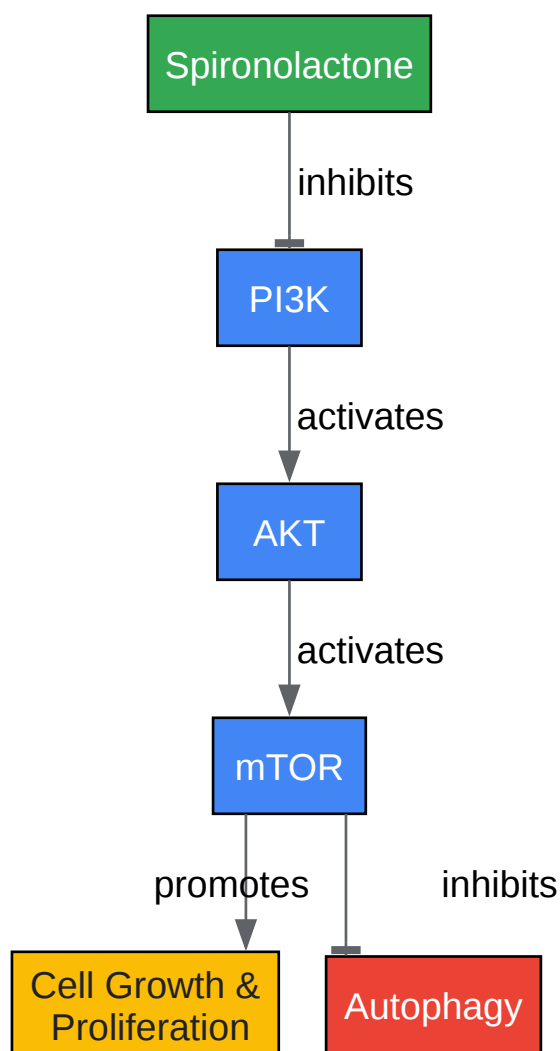 Spironolactone
inhibits
PI3K
activates
AKT
activates
mTOR
promotes
inhibits
Cell Growth &
Proliferation
Autophagy